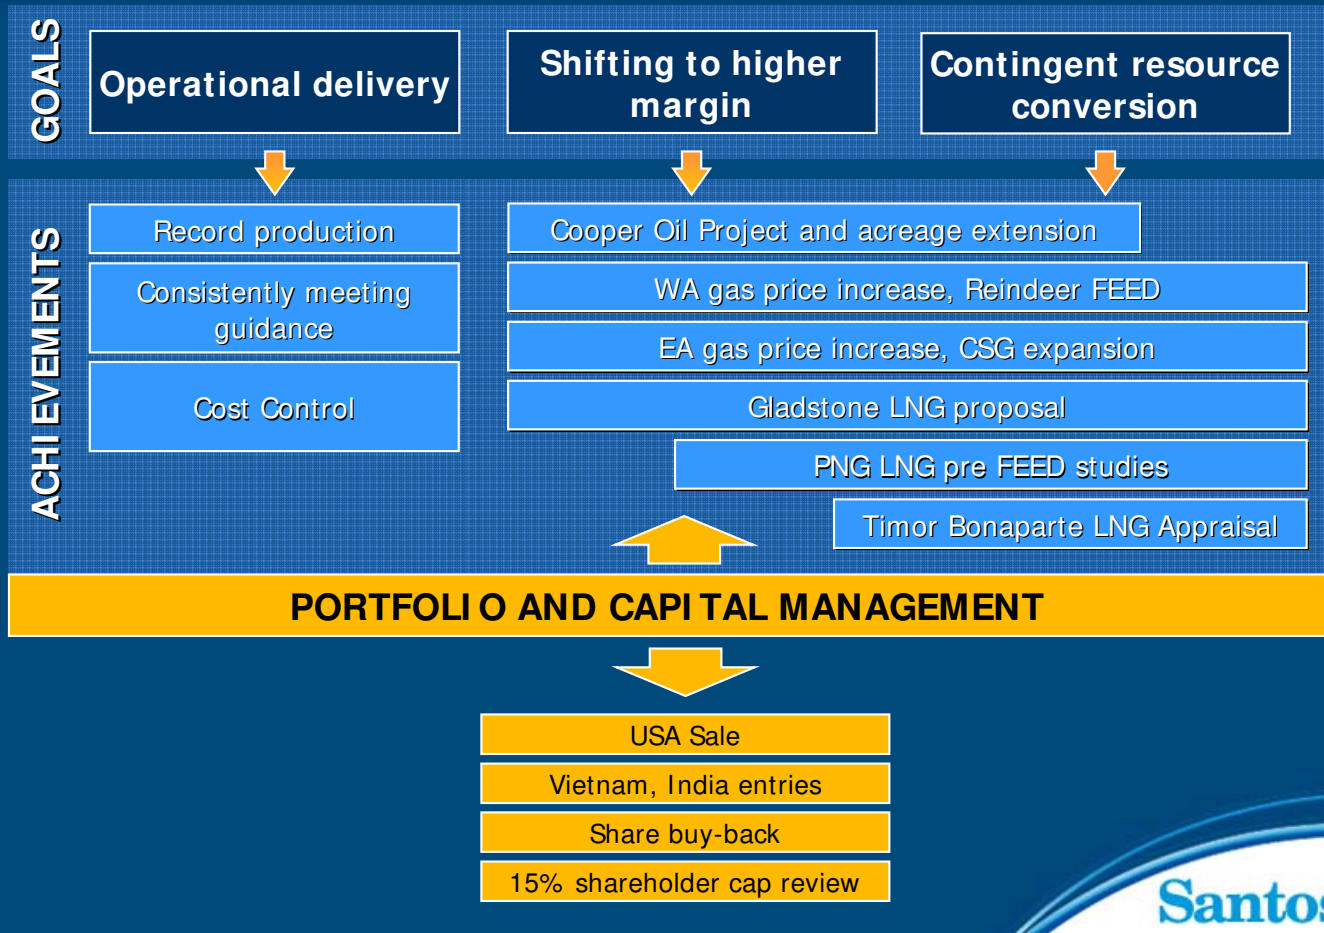 GOALS
Operational delivery
Shifting to higher
margin
Contingent resource
conversion
ACHIEVEMENTS
Record production
Consistently meeting
guidance
Cost Control
Cooper Oil Project and acreage extension
WA gas price increase, Reindeer FEED
EA gas price increase, CSG expansion
Gladstone LNG proposal
PNG LNG pre FEED studies
Timor Bonaparte LNG Appraisal
PORTFOLIO AND CAPITAL MANAGEMENT
USA Sale
Vietnam, India entries
Share buy-back
15% shareholder cap review
Santos